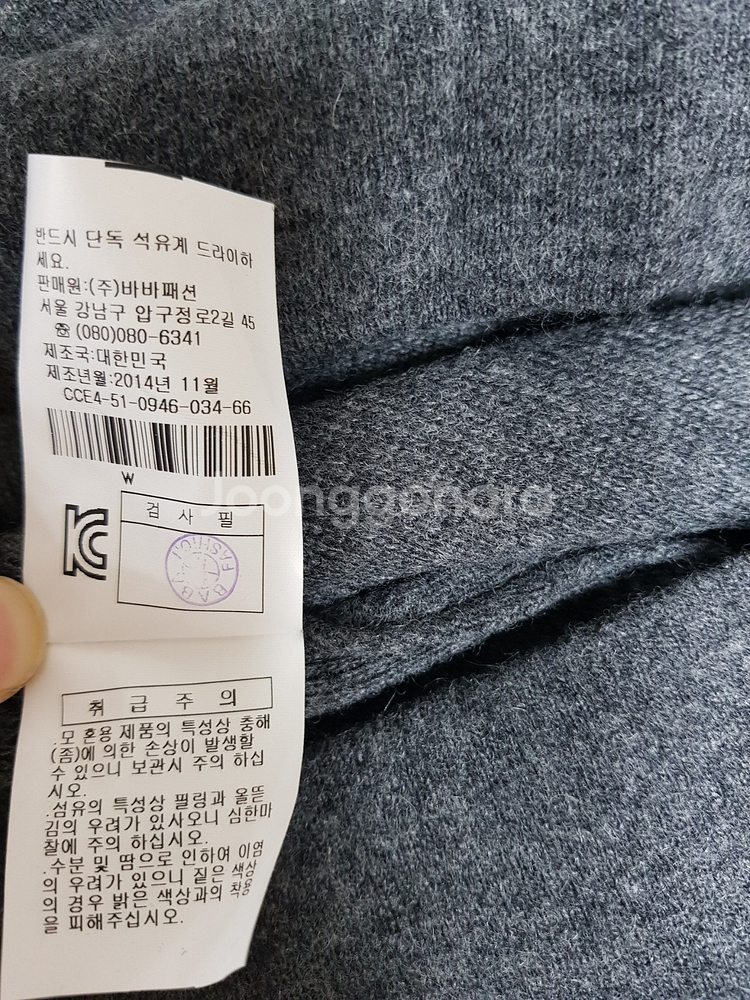 반드시 단독 석유계 드라이하
세요.
판매원:(주)바바패션
서울 강남구 압구정로2길 45
☎(080)080-6341
제조국:대한민국
제조년월:2014년 11월
CCE4-51-0946-034-66
W
검 사 필
FASHION
BABA
Joongonara
취 급 주 의
.모 혼용 제품의 특성상 충해
(좀)에 의한 손상이 발생할
수 있으니 보관시 주의 하십
시오.
.섬유의 특성상 필링과 올뜯
김의 우려가 있사오니 심한마
찰에 주의 하십시오.
.수분 및 땀으로 인하여 이염
의 우려가 있으니 짙은 색상
의 경우 밝은 색상과의 착용
을 피해주십시오.